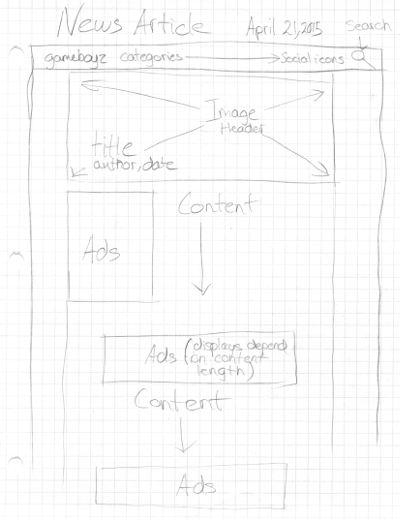 News Article April 21, 2015 Search
gameboyz categories Social icons
Image
Header
title
author, date
Content
Ads
Ads (displays depend
on content
length)
Content
Ads